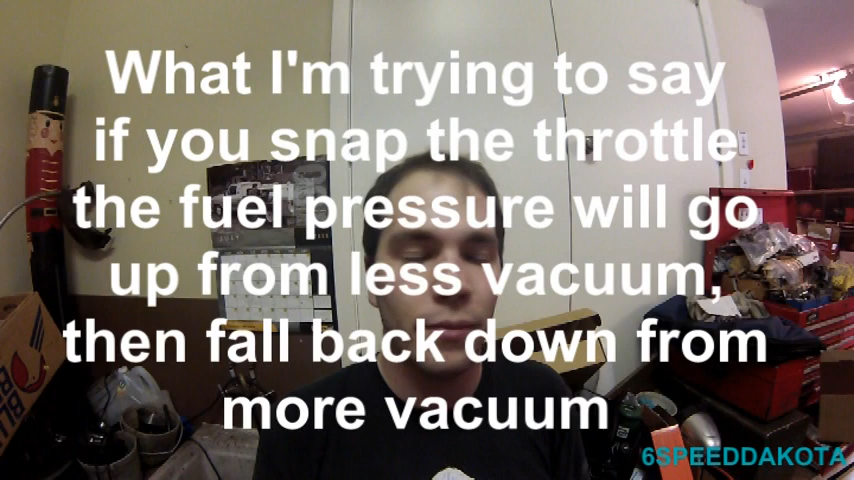 What I'm trying to say
if you snap the throttle
the fuel pressure will go
up from less vacuum,
then fall back down from
more vacuum
6SPEEDDAKOTA